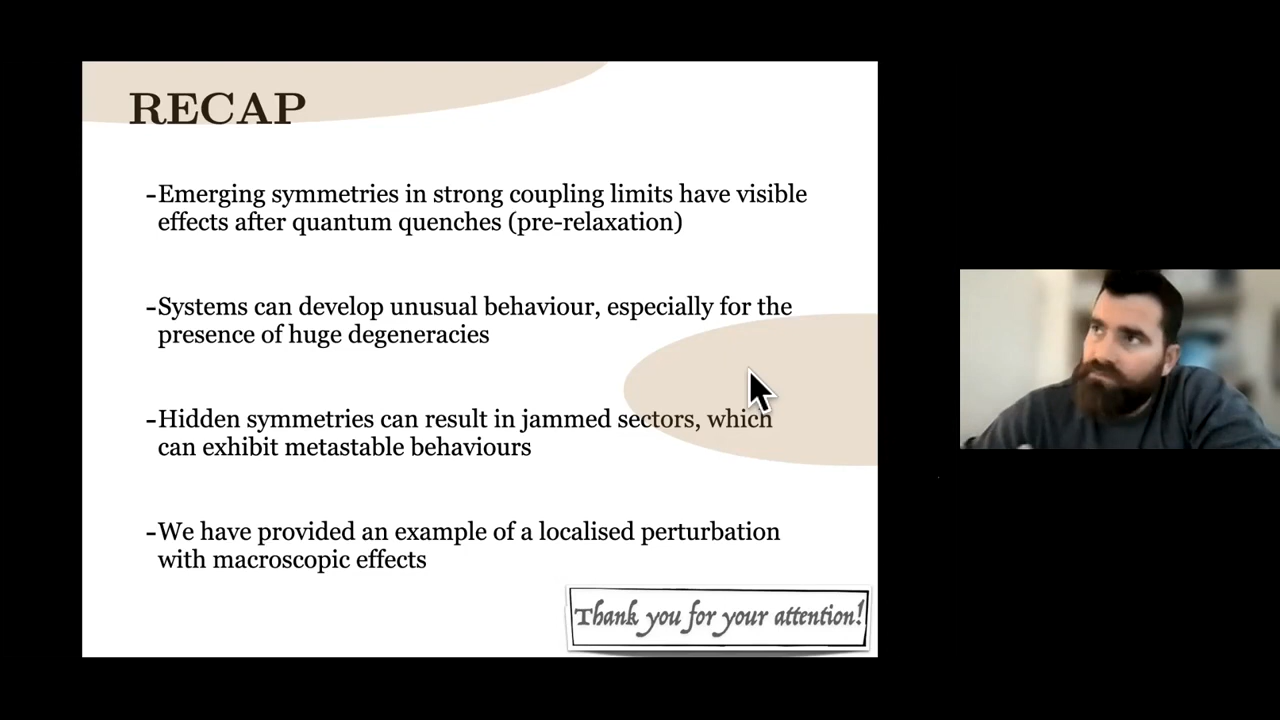 RECAP
-Emerging symmetries in strong coupling limits have visible
effects after quantum quenches (pre-relaxation)
-Systems can develop unusual behaviour, especially for the
presence of huge degeneracies
-Hidden symmetries can result in jammed sectors, which
can exhibit metastable behaviours
-We have provided an example of a localised perturbation
with macroscopic effects
Thank you for your attention!